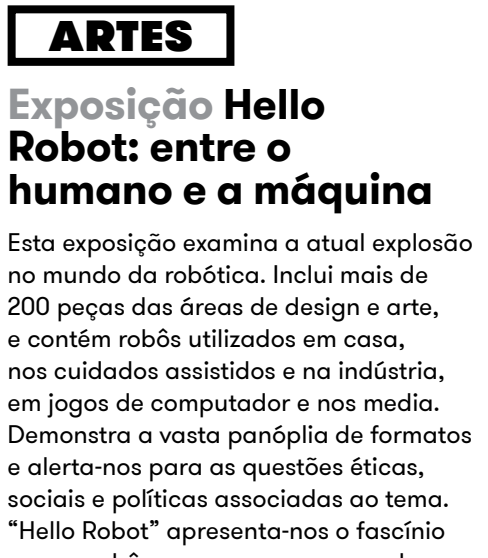 ARTES
Exposição Hello
Robot: entre o
humano e a máquina
Esta exposição examina a atual explosão
no mundo da robótica. Inclui mais de
200 peças das áreas de design e arte,
e contém robôs utilizados em casa,
nos cuidados assistidos e na indústria,
em jogos de computador e nos media.
Demonstra a vasta panóplia de formatos
e alerta-nos para as questões éticas,
sociais e políticas associadas ao tema.
“Hello Robot” apresenta-nos o fascínio